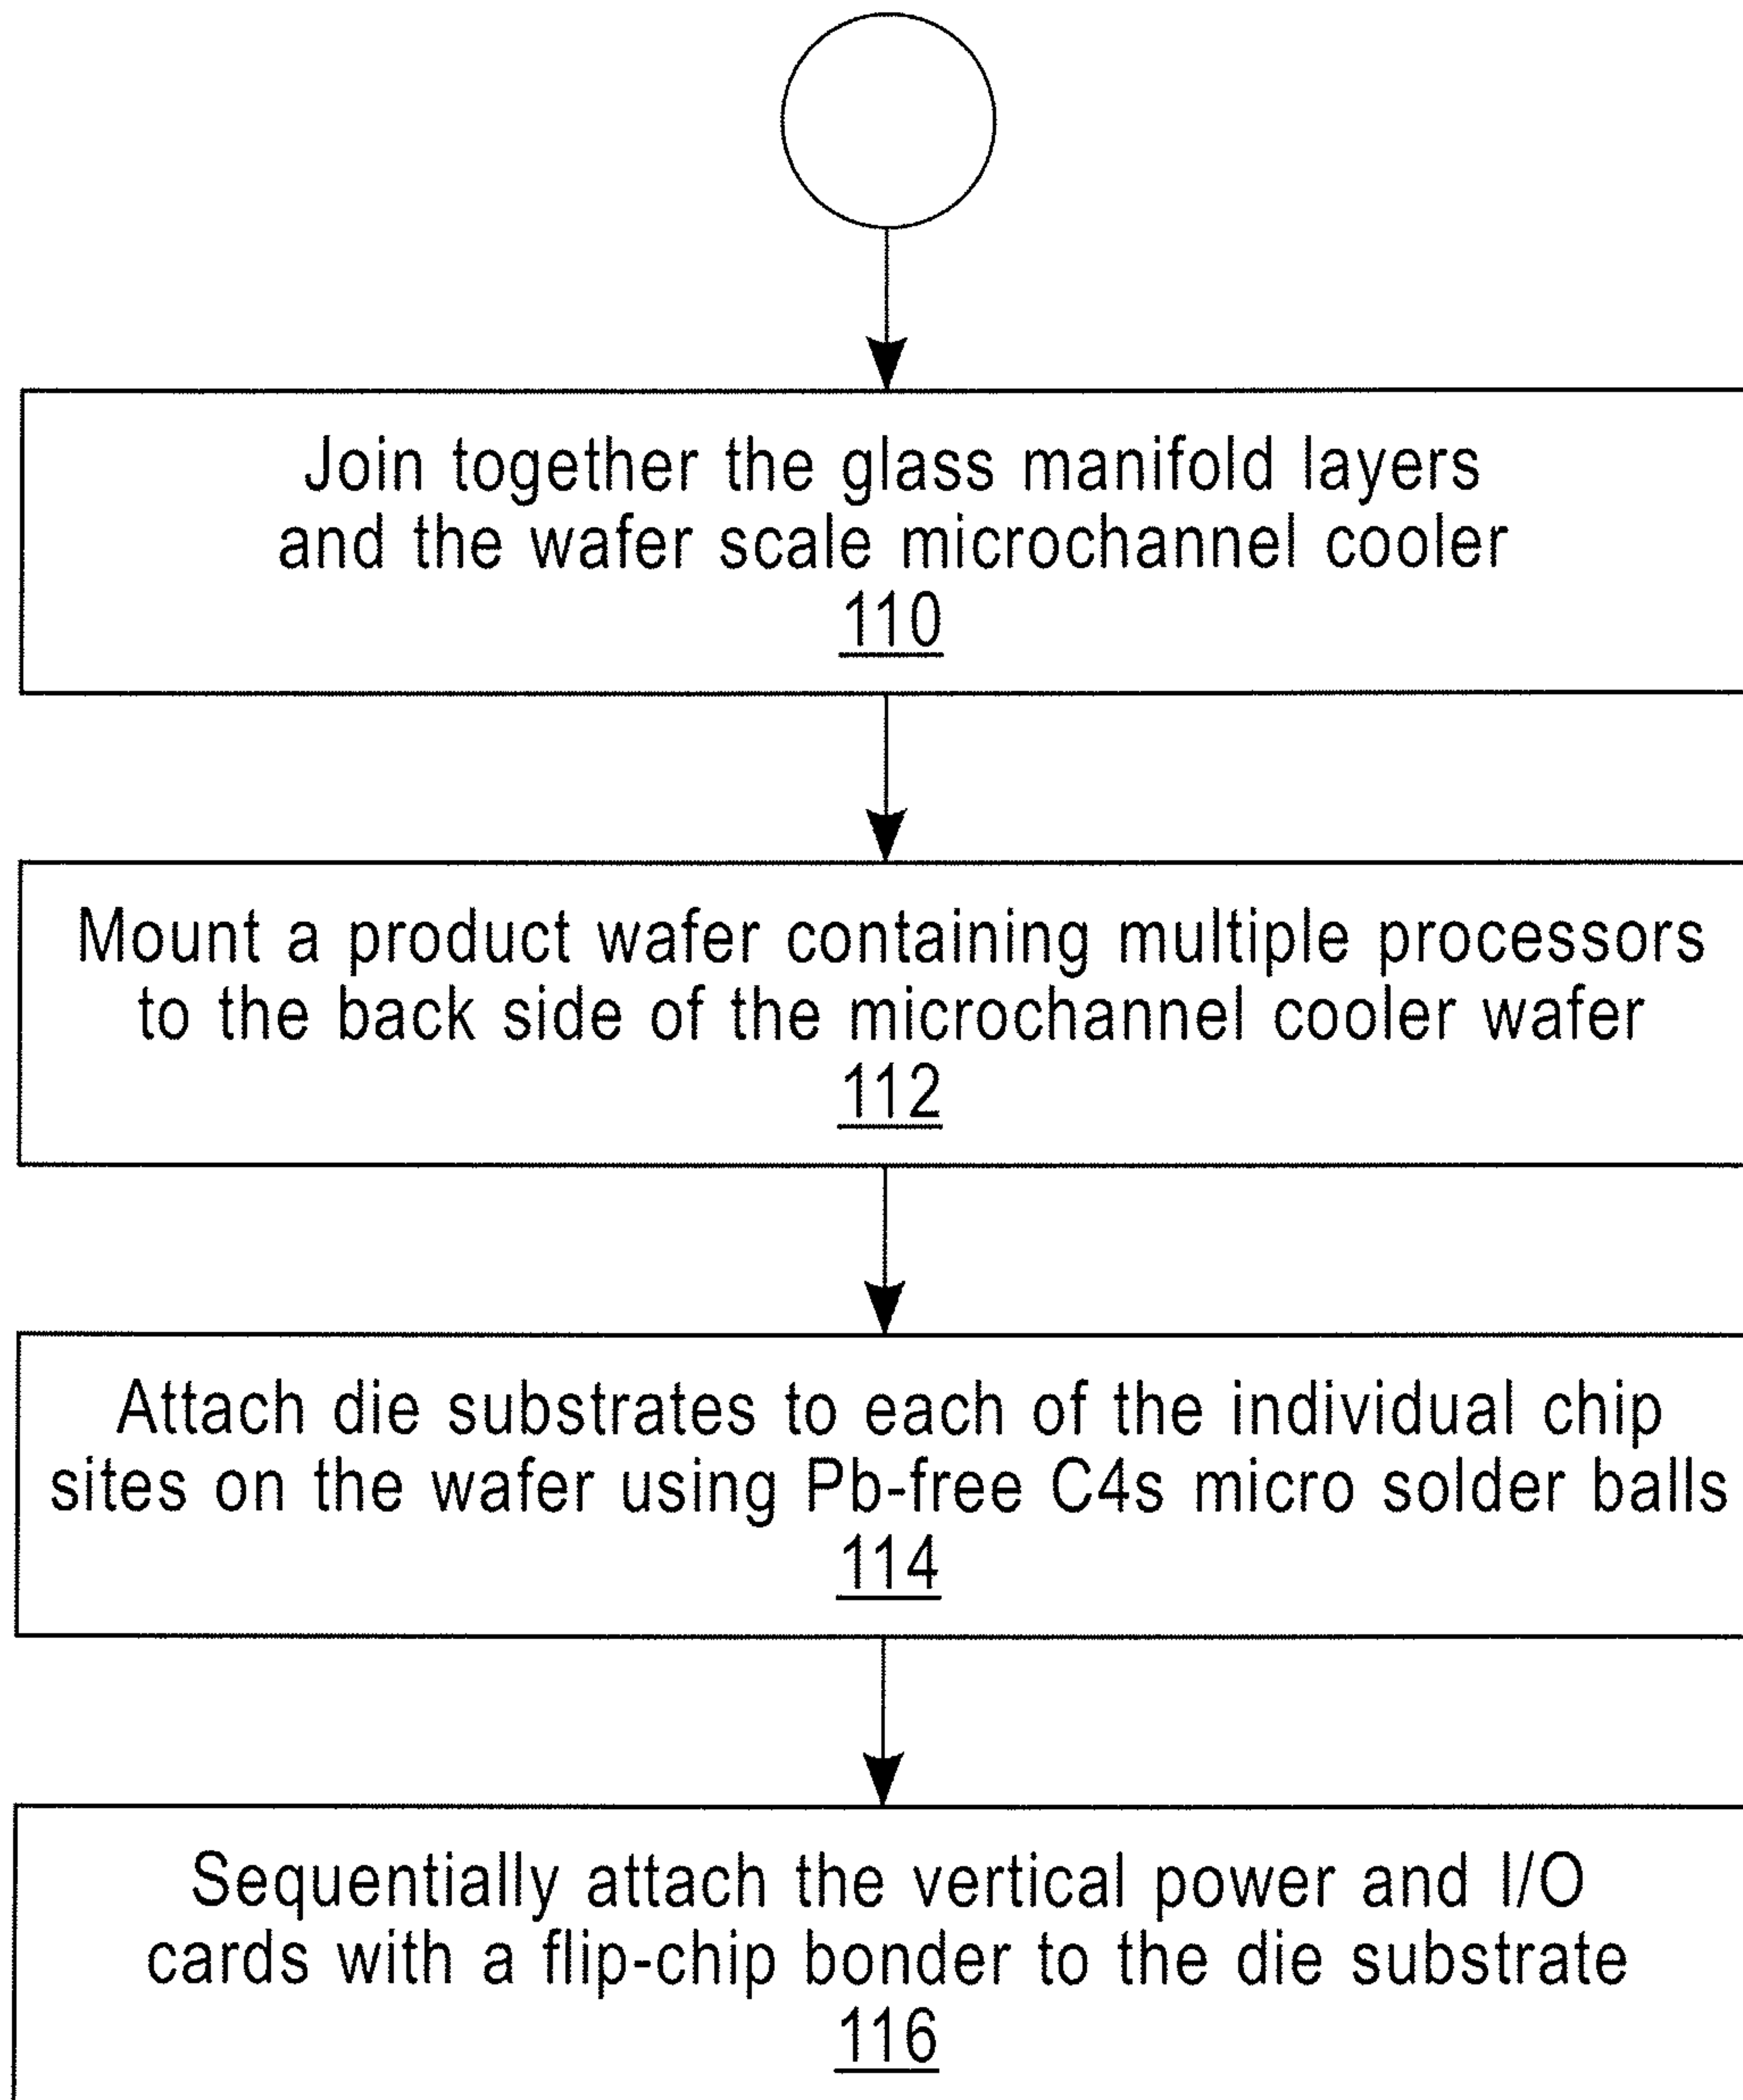 Join together the glass manifold layers
and the wafer scale microchannel cooler
110
Mount a product wafer containing multiple processors
to the back side of the microchannel cooler wafer
112
Attach die substrates to each of the individual chip
sites on the wafer using Pb-free C4s micro solder balls
114
Sequentially attach the vertical power and I/O
cards with a flip-chip bonder to the die substrate
116